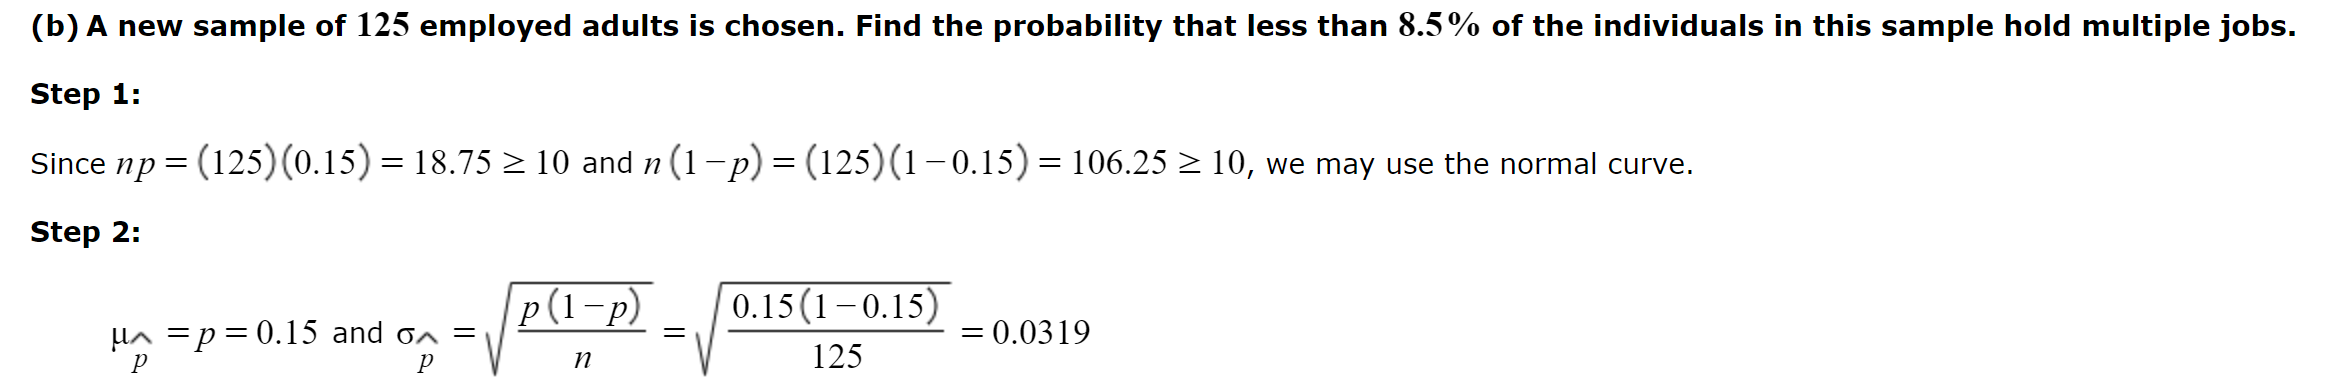 (b) A new sample of 125 employed adults is chosen. Find the probability that less than 8.5% of the individuals in this sample hold multiple jobs.
Step 1:
Since np = (125)(0.15) = 18.75 ≥ 10 and n(1−p) = (125)(1−0.15) = 106.25 ≥ 10, we may use the normal curve.
Step 2:
μ_p̂ = p = 0.15 and σ_p̂ = √(p(1−p)/n) = √(0.15(1−0.15)/125) = 0.0319